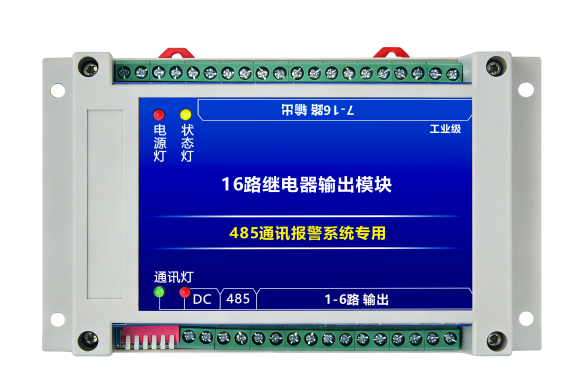 7-16路 输出
工业级
电源灯
状态灯
16路继电器输出模块
485通讯报警系统专用
通讯灯
DC
485
1-6路 输出